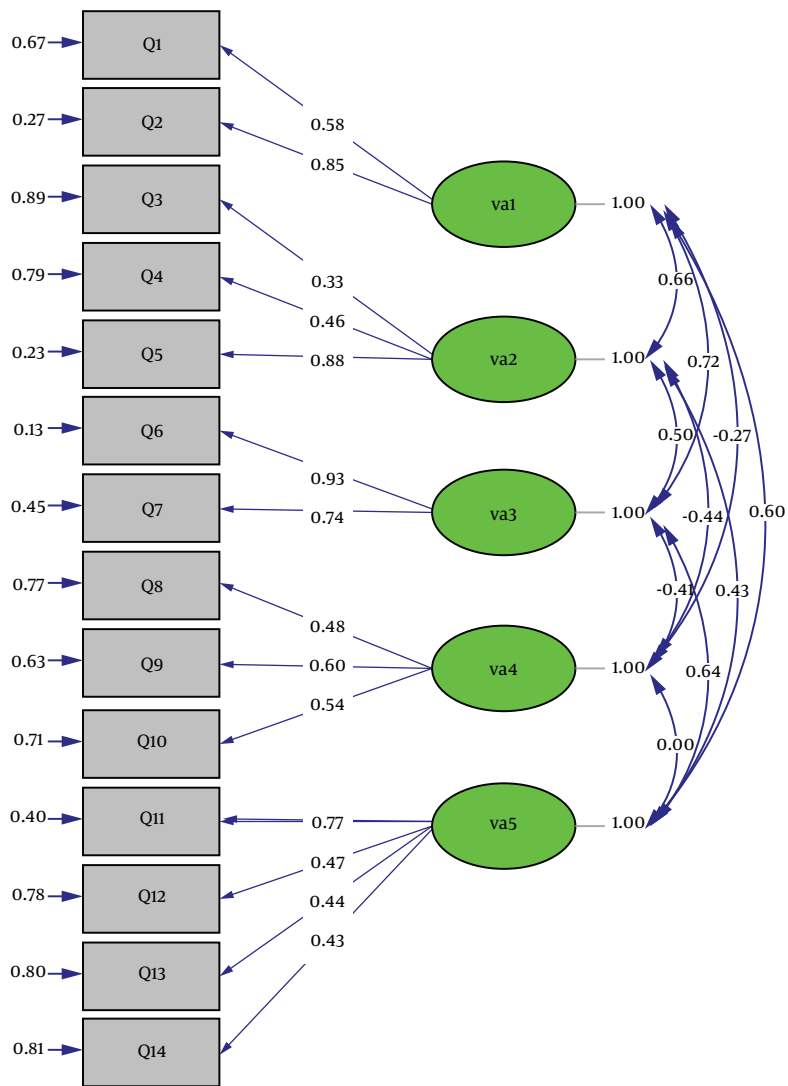 0.67 Q1
0.27 Q2
0.58
0.85
0.89 Q3
va1 1.00
0.79 Q4
0.33
0.66
0.46
0.23 Q5
0.88
va2 1.00
0.72
0.13 Q6
0.50 -0.27
0.93
0.45 Q7
0.74
va3 1.00 -0.44 0.60
0.77 Q8
-0.41 0.43
0.48
0.63 Q9
0.60
va4 1.00 0.64
0.54
0.71 Q10
0.00
0.40 Q11
0.77
va5 1.00
0.47
0.78 Q12
0.44
0.43
0.80 Q13
0.81 Q14